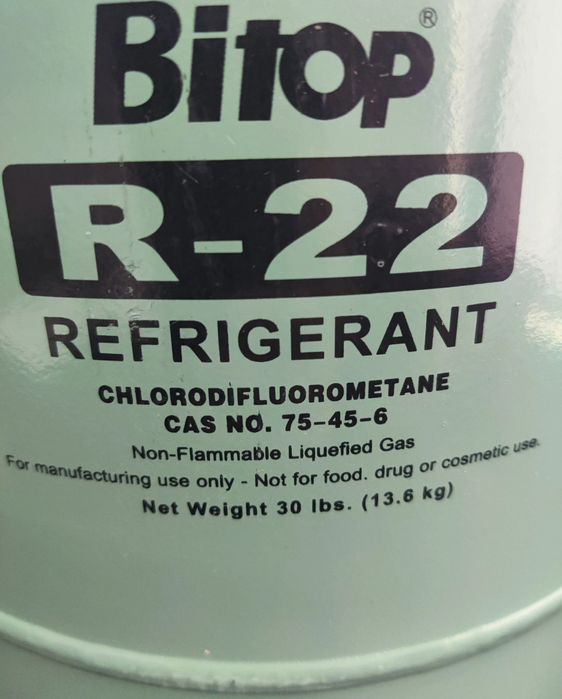 Bitop®
R-22
REFRIGERANT
CHLORODIFLUOROMETANE
CAS NO. 75-45-6
Non-Flammable Liquefied Gas
For manufacturing use only - Not for food. drug or cosmetic use.
Net Weight 30 lbs. (13.6 kg)